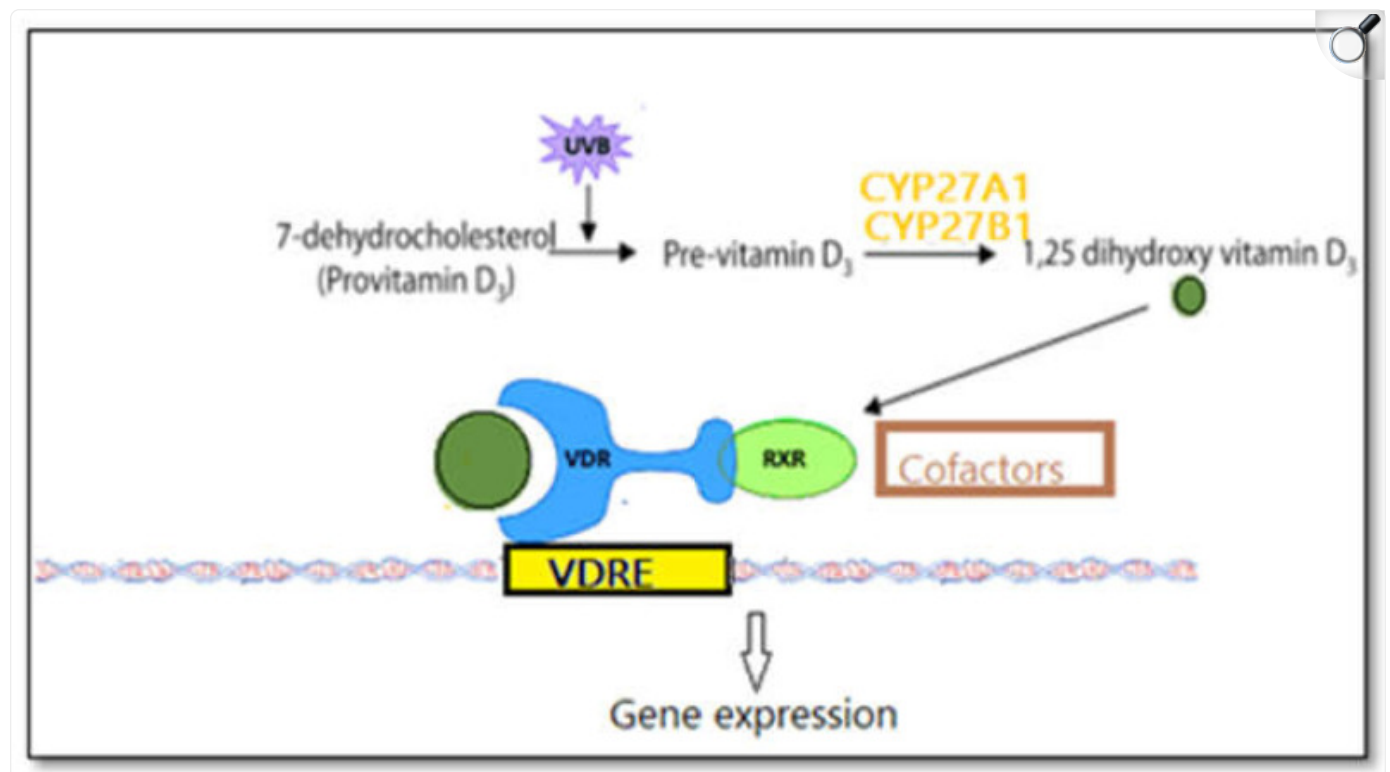 UVB
CYP27A1
CYP27B1
7-dehydrocholesterol
(Provitamin D₃)
Pre-vitamin D₃
1,25 dihydroxy vitamin D₃
VDR
RXR
Cofactors
VDRE
Gene expression